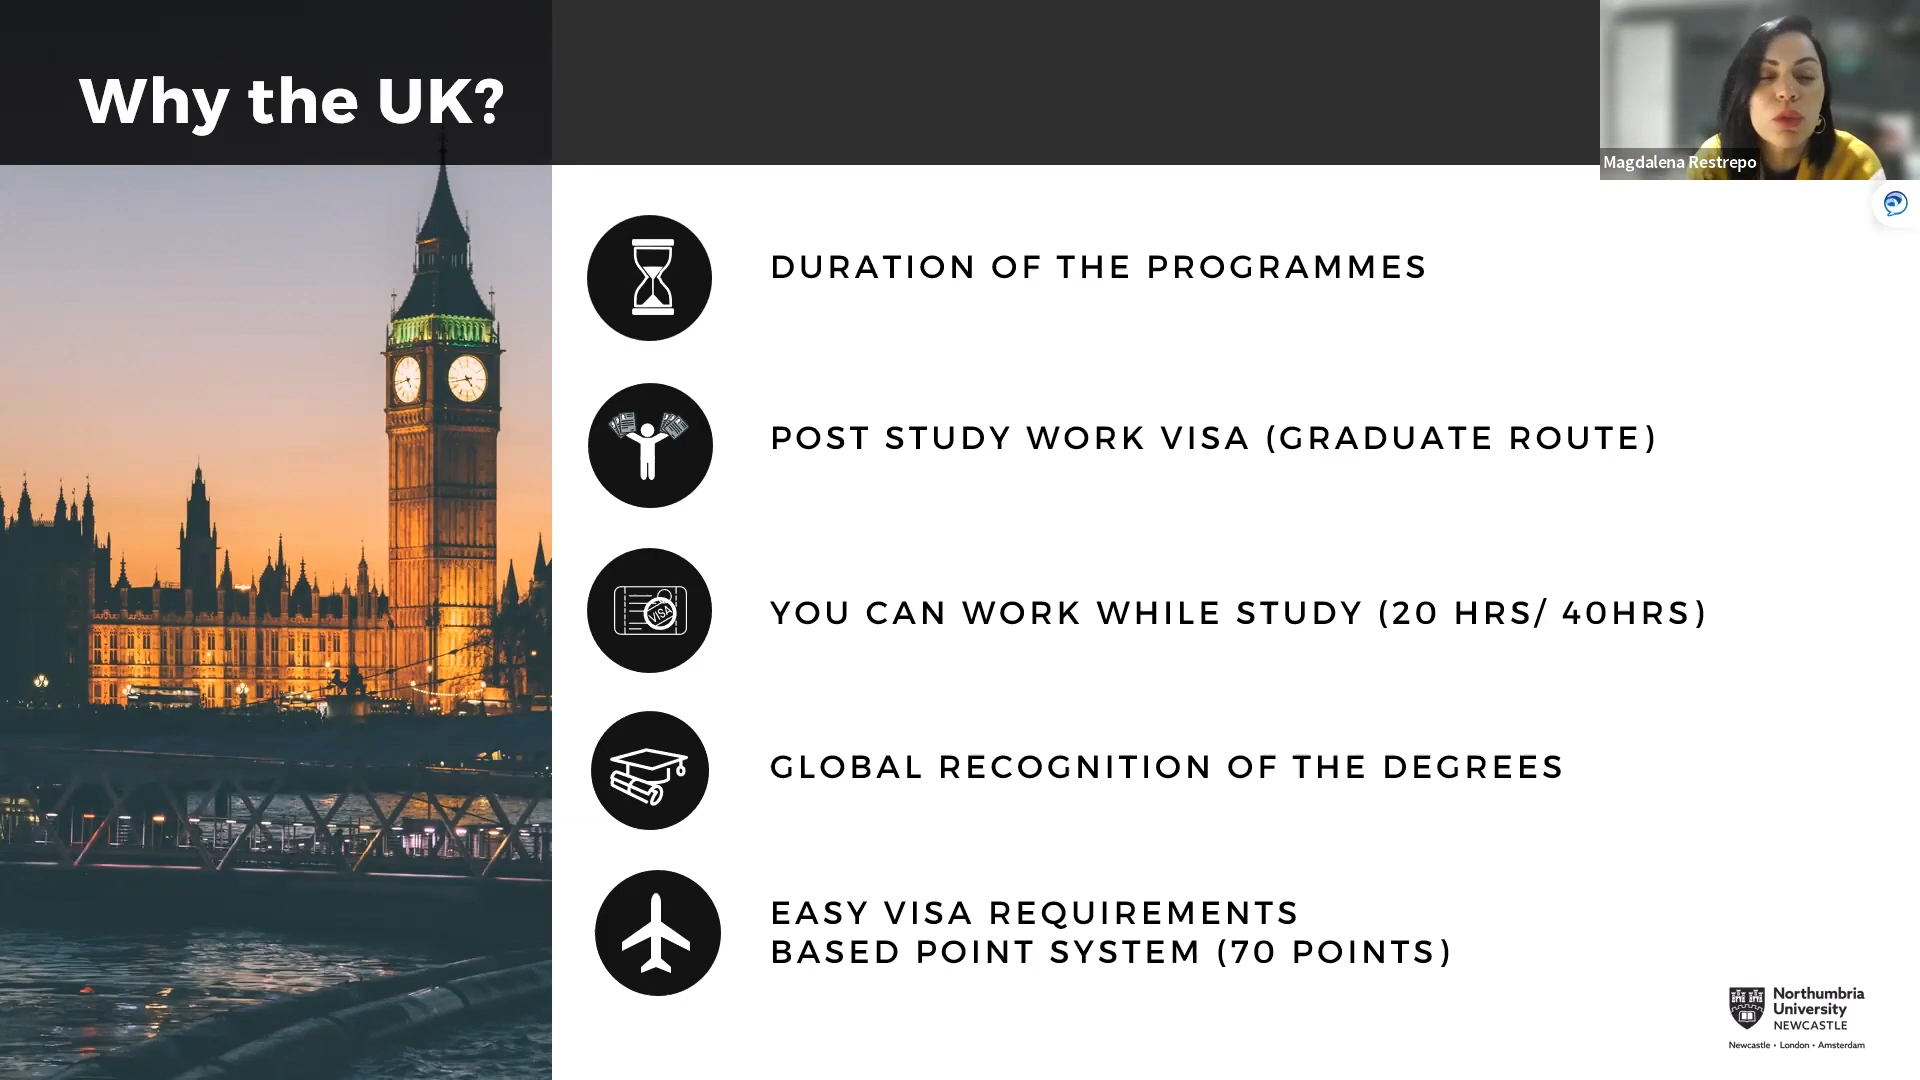 Why the UK?
Magdalena Restrepo
DURATION OF THE PROGRAMMES
POST STUDY WORK VISA (GRADUATE ROUTE)
VISA
YOU CAN WORK WHILE STUDY (20 HRS/ 40HRS)
GLOBAL RECOGNITION OF THE DEGREES
EASY VISA REQUIREMENTS
BASED POINT SYSTEM (70 POINTS)
Northumbria
University
NEWCASTLE
Newcastle • London • Amsterdam